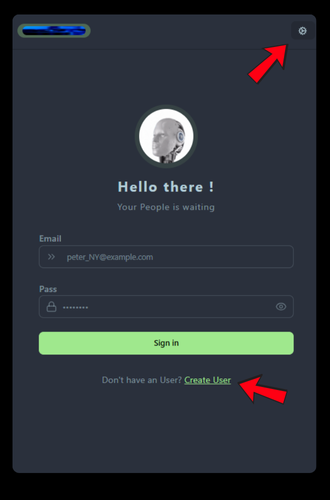 Hello there !
Your People is waiting
Email
peter_NY@example.com
Pass
Sign in
Don't have an User? Create User